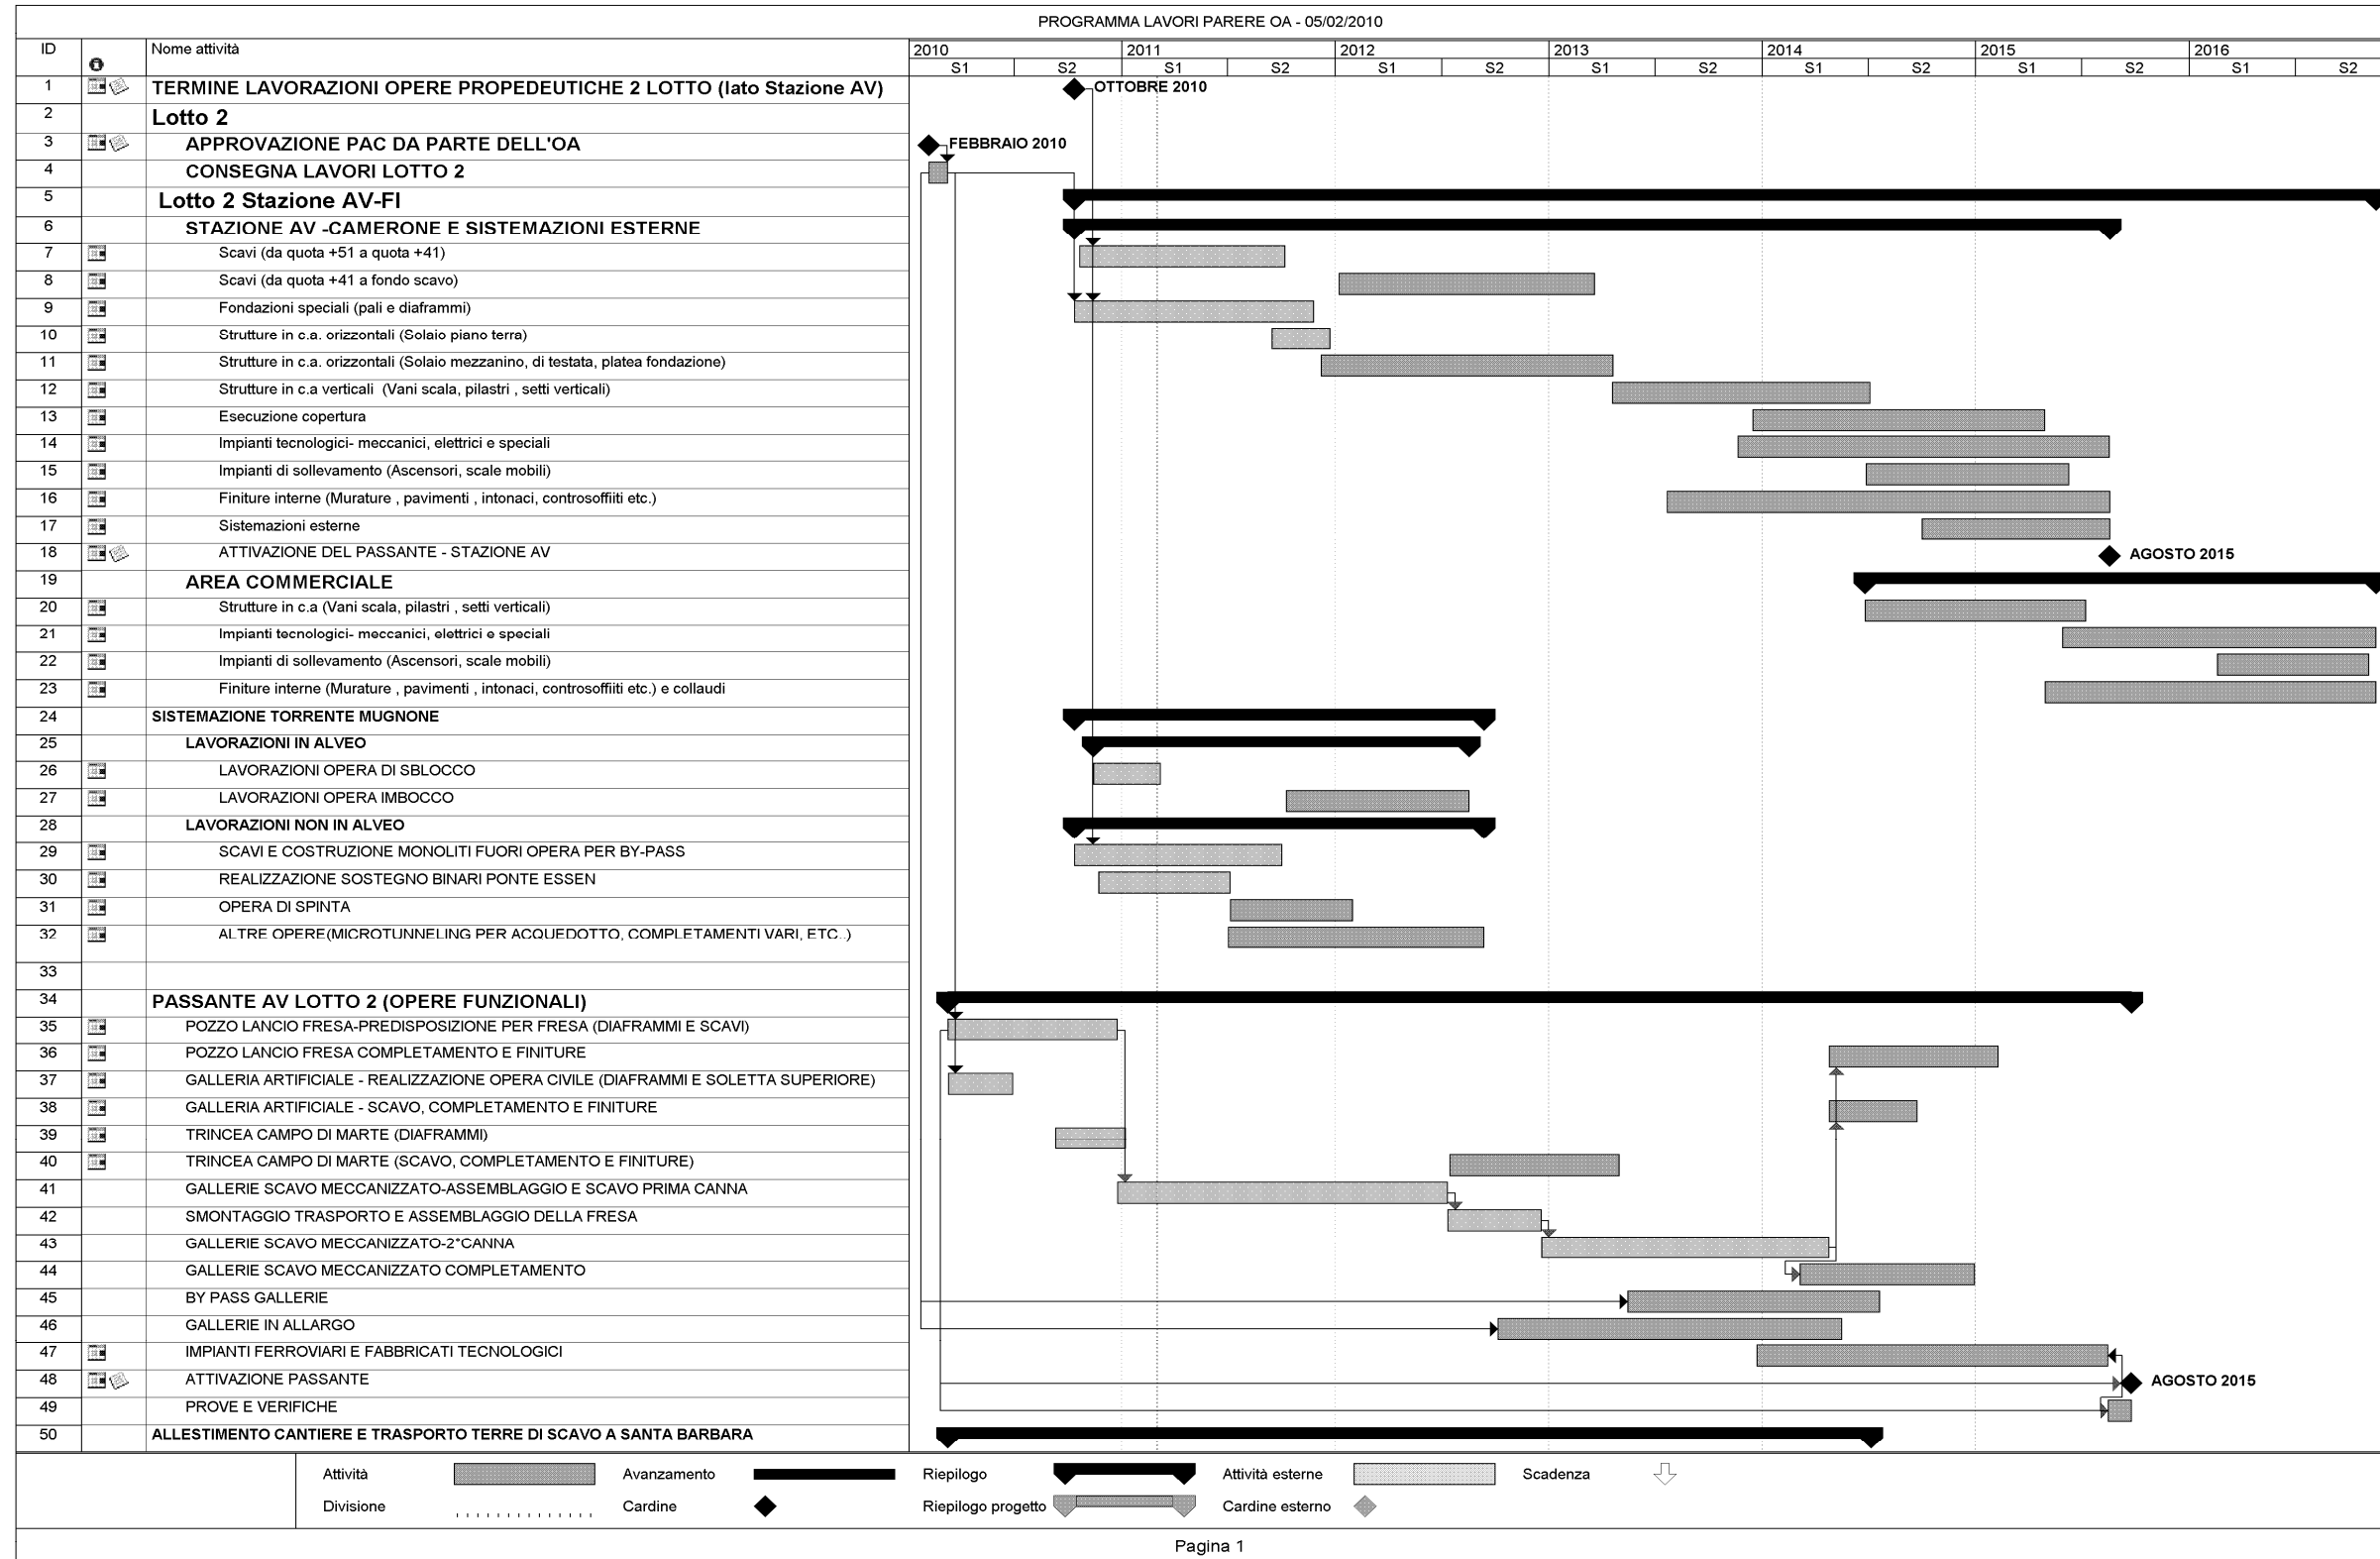 PROGRAMMA LAVORI PARERE OA - 05/02/2010
ID Nome attività 2010 2011 2012 2013 2014 2015 2016
S1 S2 S1 S2 S1 S2 S1 S2 S1 S2 S1 S2 S1 S2
1 TERMINE LAVORAZIONI OPERE PROPEDEUTICHE 2 LOTTO (lato Stazione AV) OTTOBRE 2010
2 Lotto 2
3 APPROVAZIONE PAC DA PARTE DELL'OA FEBBRAIO 2010
4 CONSEGNA LAVORI LOTTO 2
5 Lotto 2 Stazione AV-FI
6 STAZIONE AV -CAMERONE E SISTEMAZIONI ESTERNE
7 Scavi (da quota +51 a quota +41)
8 Scavi (da quota +41 a fondo scavo)
9 Fondazioni speciali (pali e diaframmi)
10 Strutture in c.a. orizzontali (Solaio piano terra)
11 Strutture in c.a. orizzontali (Solaio mezzanino, di testata, platea fondazione)
12 Strutture in c.a verticali (Vani scala, pilastri , setti verticali)
13 Esecuzione copertura
14 Impianti tecnologici- meccanici, elettrici e speciali
15 Impianti di sollevamento (Ascensori, scale mobili)
16 Finiture interne (Murature , pavimenti , intonaci, controsoffiiti etc.)
17 Sistemazioni esterne
18 ATTIVAZIONE DEL PASSANTE - STAZIONE AV AGOSTO 2015
19 AREA COMMERCIALE
20 Strutture in c.a (Vani scala, pilastri , setti verticali)
21 Impianti tecnologici- meccanici, elettrici e speciali
22 Impianti di sollevamento (Ascensori, scale mobili)
23 Finiture interne (Murature , pavimenti , intonaci, controsoffiiti etc.) e collaudi
24 SISTEMAZIONE TORRENTE MUGNONE
25 LAVORAZIONI IN ALVEO
26 LAVORAZIONI OPERA DI SBLOCCO
27 LAVORAZIONI OPERA IMBOCCO
28 LAVORAZIONI NON IN ALVEO
29 SCAVI E COSTRUZIONE MONOLITI FUORI OPERA PER BY-PASS
30 REALIZZAZIONE SOSTEGNO BINARI PONTE ESSEN
31 OPERA DI SPINTA
32 ALTRE OPERE(MICROTUNNELING PER ACQUEDOTTO, COMPLETAMENTI VARI, ETC..)
33
34 PASSANTE AV LOTTO 2 (OPERE FUNZIONALI)
35 POZZO LANCIO FRESA-PREDISPOSIZIONE PER FRESA (DIAFRAMMI E SCAVI)
36 POZZO LANCIO FRESA COMPLETAMENTO E FINITURE
37 GALLERIA ARTIFICIALE - REALIZZAZIONE OPERA CIVILE (DIAFRAMMI E SOLETTA SUPERIORE)
38 GALLERIA ARTIFICIALE - SCAVO, COMPLETAMENTO E FINITURE
39 TRINCEA CAMPO DI MARTE (DIAFRAMMI)
40 TRINCEA CAMPO DI MARTE (SCAVO, COMPLETAMENTO E FINITURE)
41 GALLERIE SCAVO MECCANIZZATO-ASSEMBLAGGIO E SCAVO PRIMA CANNA
42 SMONTAGGIO TRASPORTO E ASSEMBLAGGIO DELLA FRESA
43 GALLERIE SCAVO MECCANIZZATO-2°CANNA
44 GALLERIE SCAVO MECCANIZZATO COMPLETAMENTO
45 BY PASS GALLERIE
46 GALLERIE IN ALLARGO
47 IMPIANTI FERROVIARI E FABBRICATI TECNOLOGICI
48 ATTIVAZIONE PASSANTE AGOSTO 2015
49 PROVE E VERIFICHE
50 ALLESTIMENTO CANTIERE E TRASPORTO TERRE DI SCAVO A SANTA BARBARA
Attività Avanzamento Riepilogo Attività esterne Scadenza
Divisione Cardine Riepilogo progetto Cardine esterno
Pagina 1